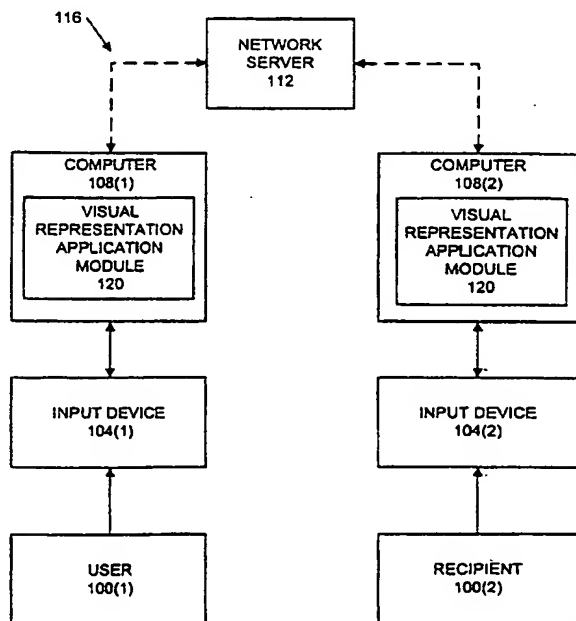 116
NETWORK
SERVER
112
COMPUTER
108(1)
VISUAL
REPRESENTATION
APPLICATION
MODULE
120
COMPUTER
108(2)
VISUAL
REPRESENTATION
APPLICATION
MODULE
120
INPUT DEVICE
104(1)
INPUT DEVICE
104(2)
USER
100(1)
RECIPIENT
100(2)